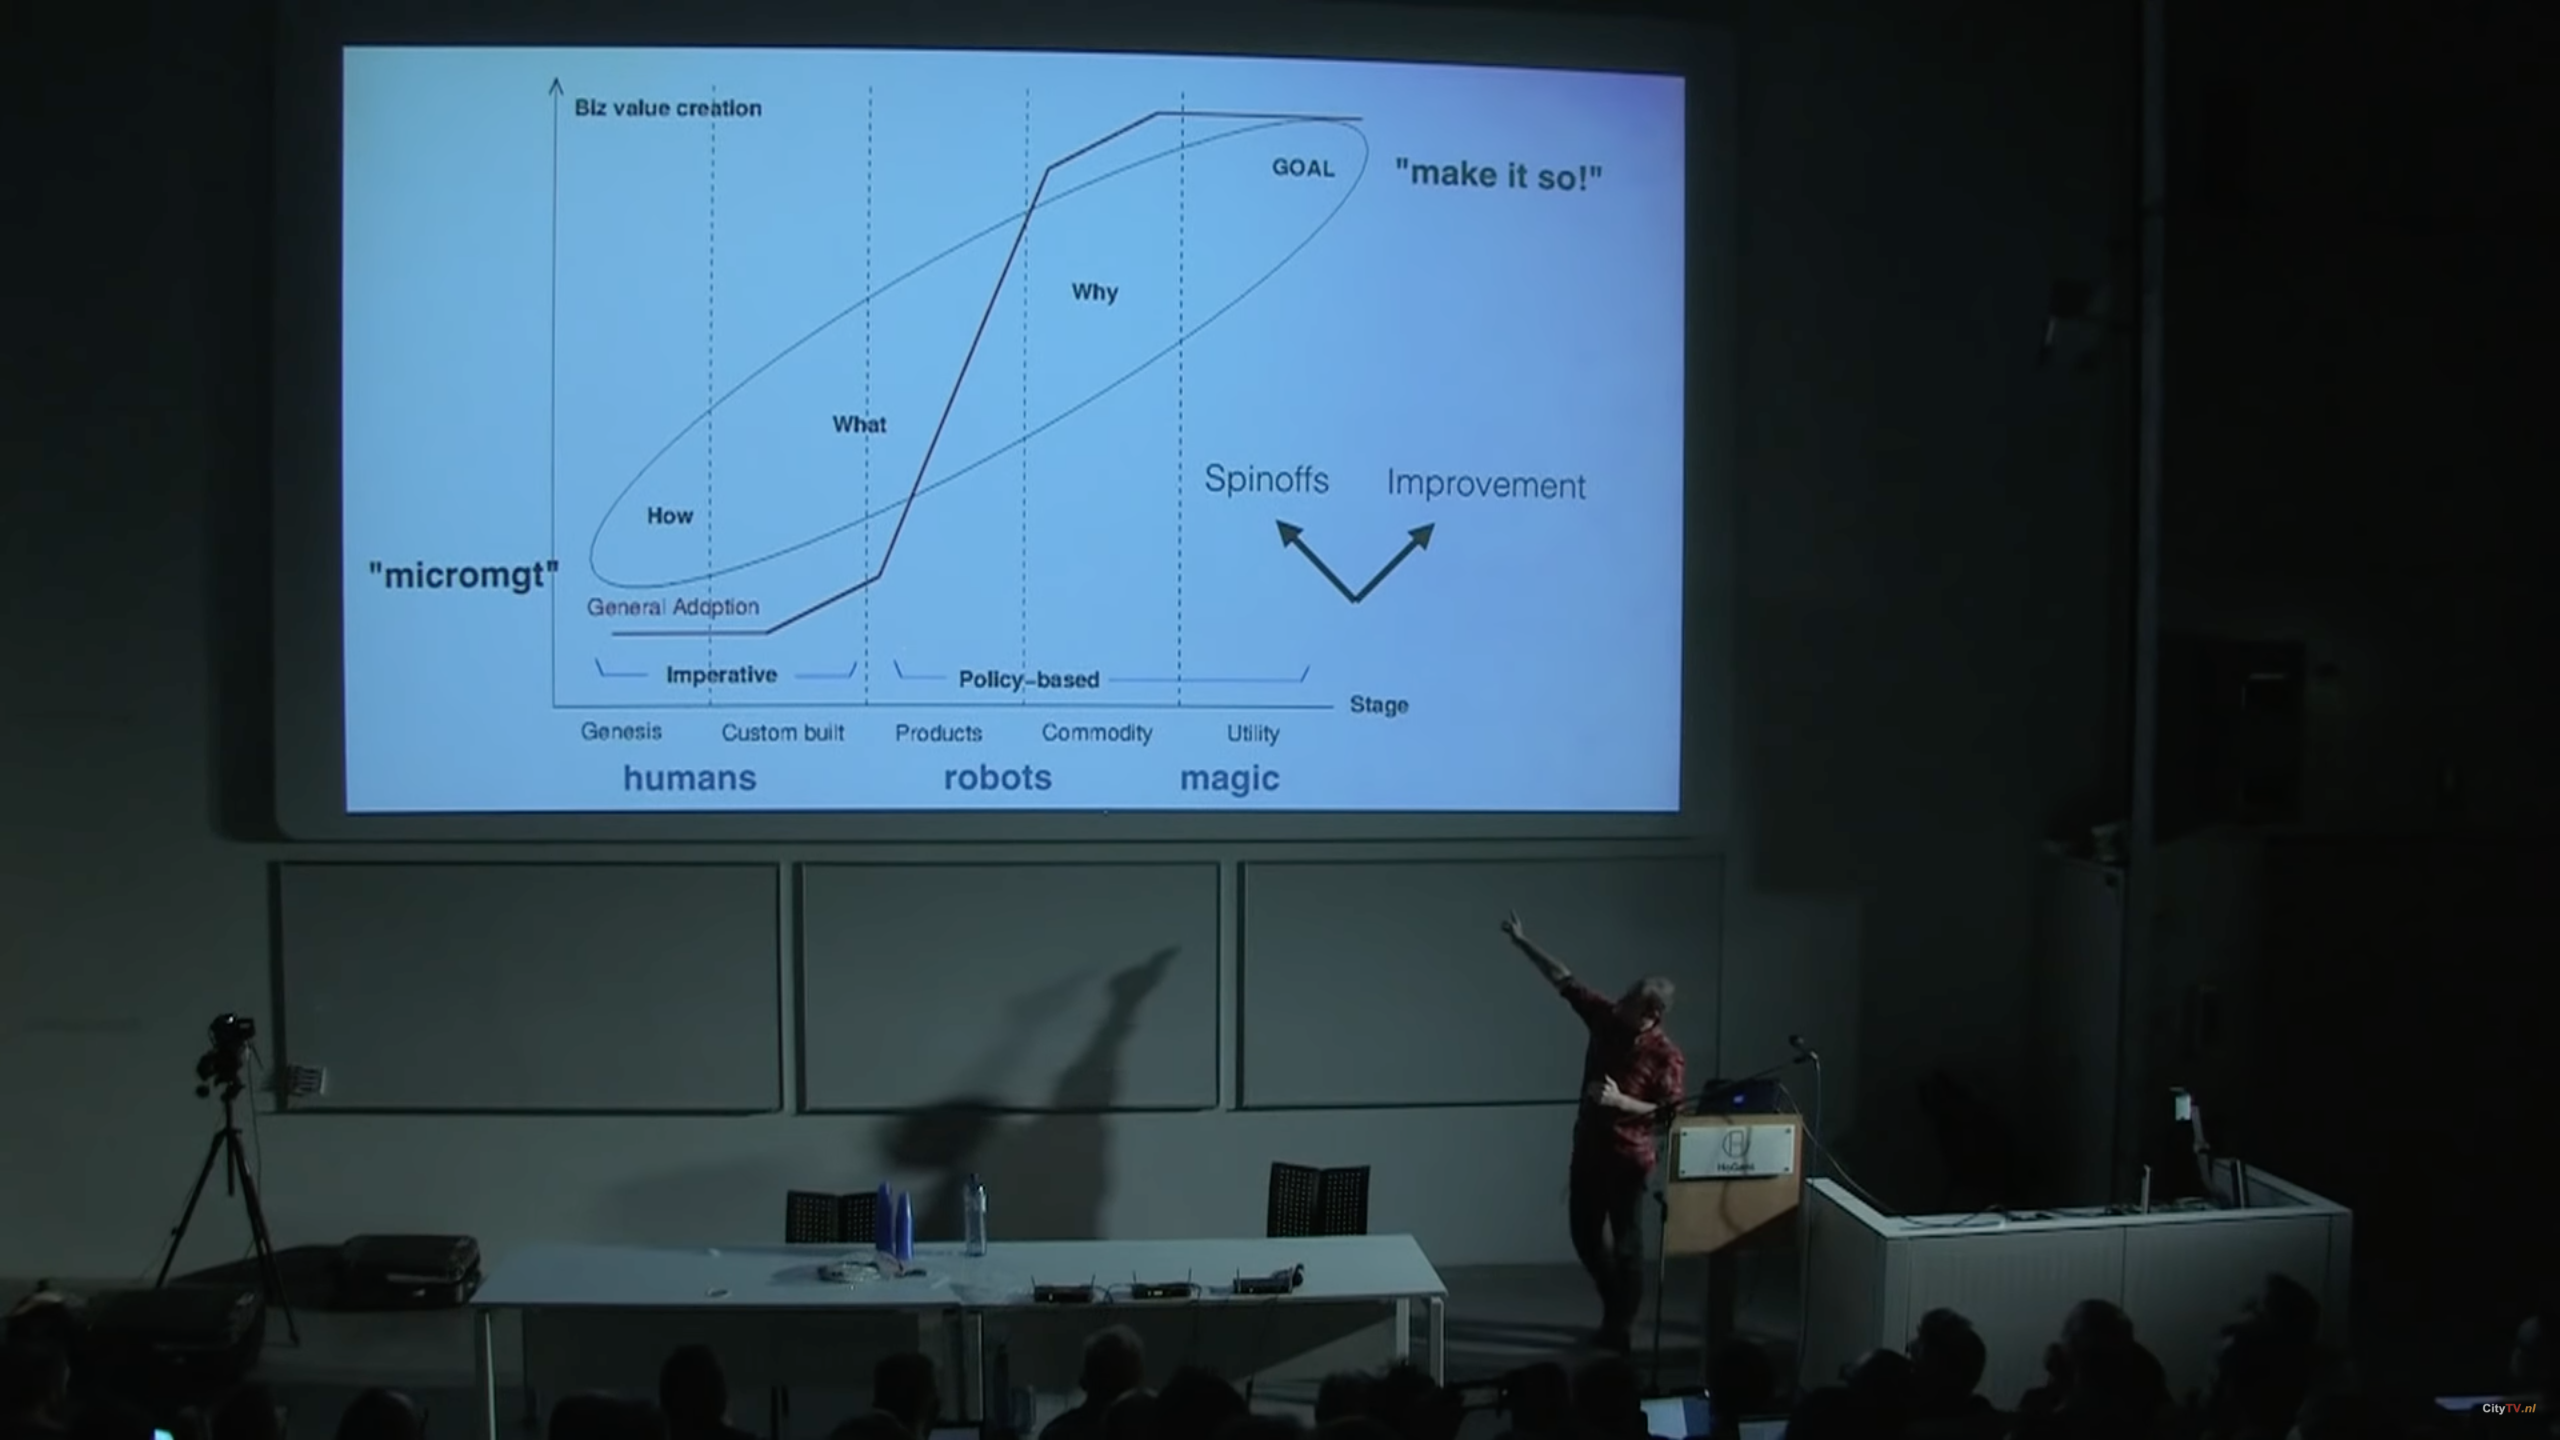 Biz value creation
GOAL
"make it so!"
Why
What
Spinoffs
Improvement
How
"micromgt"
General Adoption
Imperative
Policy-based
Stage
Genesis
Custom built
Products
Commodity
Utility
humans
robots
magic
HoGent
CityTV.nl